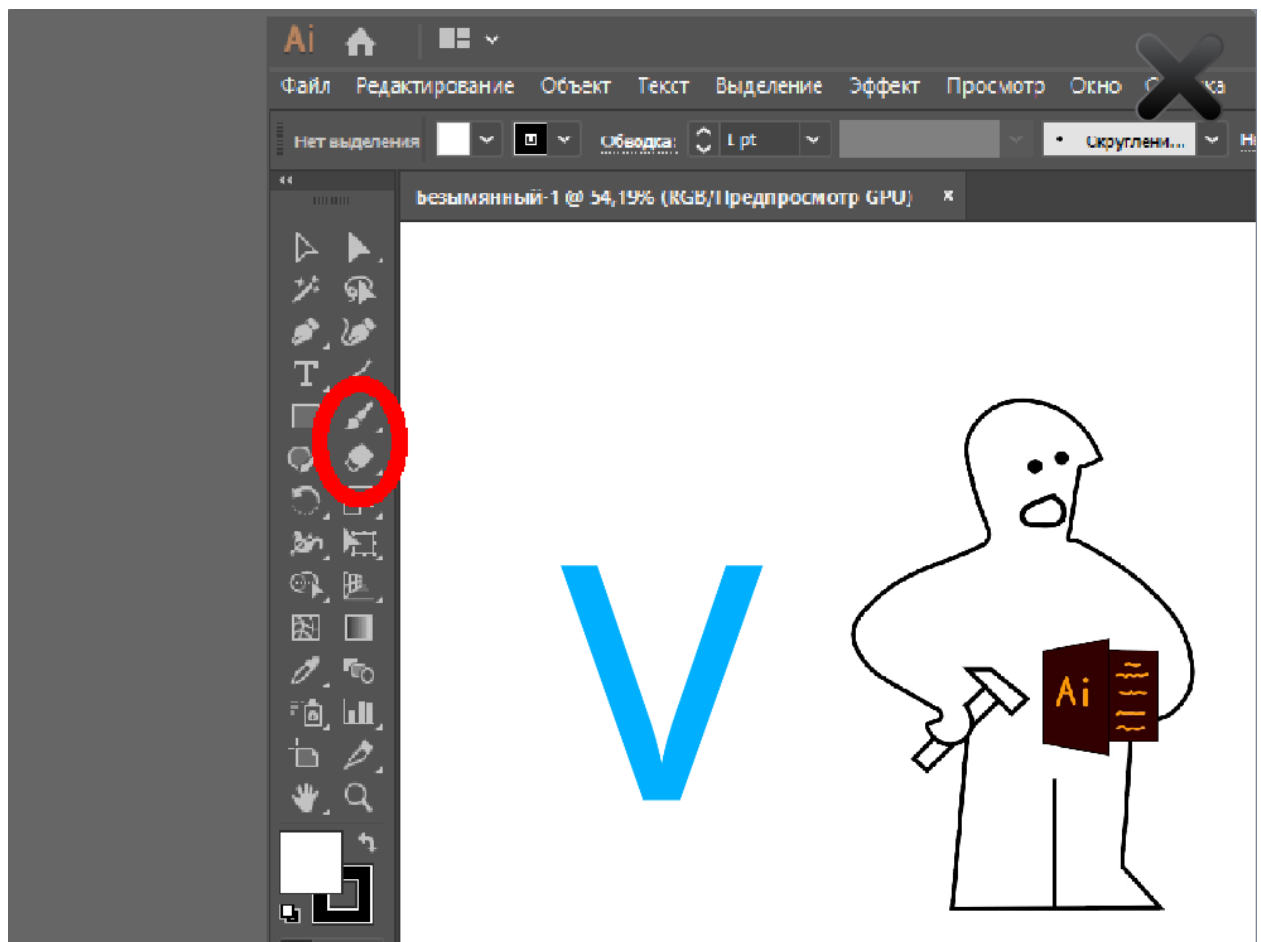 Ai
Файл Редактирование Объект Текст Выделение Эффект Просмотр Окно
Нет выделения Обводка: 1 pt Скруглени...
Безымянный-1 @ 54,19% (RGB/Предпросмотр GPU)
T
V
Ai